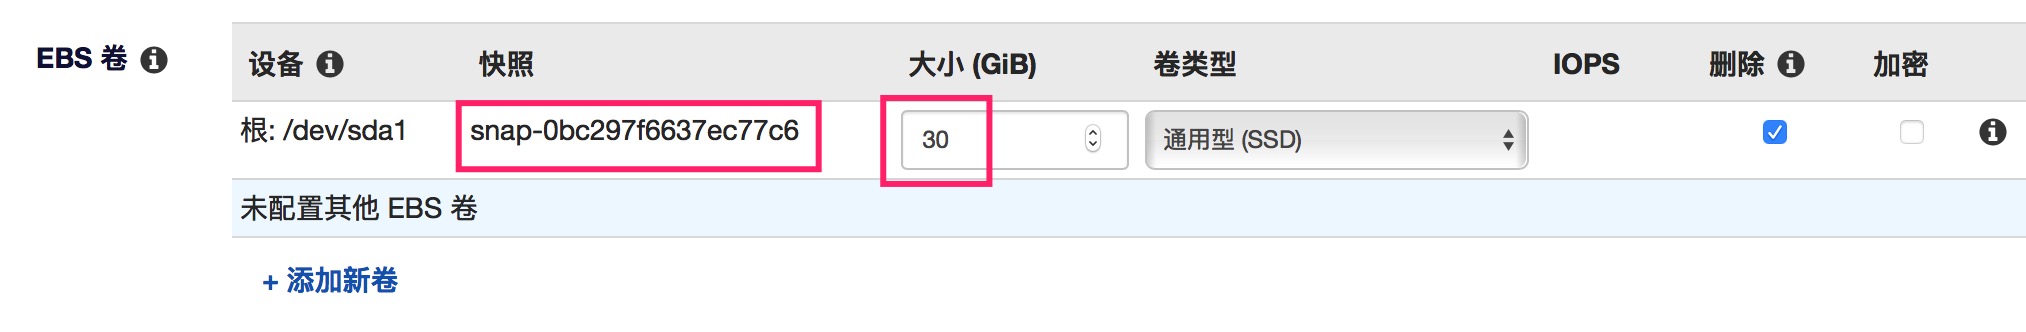 EBS 卷
设备 快照 大小 (GiB) 卷类型 IOPS 删除 加密
根: /dev/sda1 snap-0bc297f6637ec77c6 30 通用型 (SSD)
未配置其他 EBS 卷
+ 添加新卷